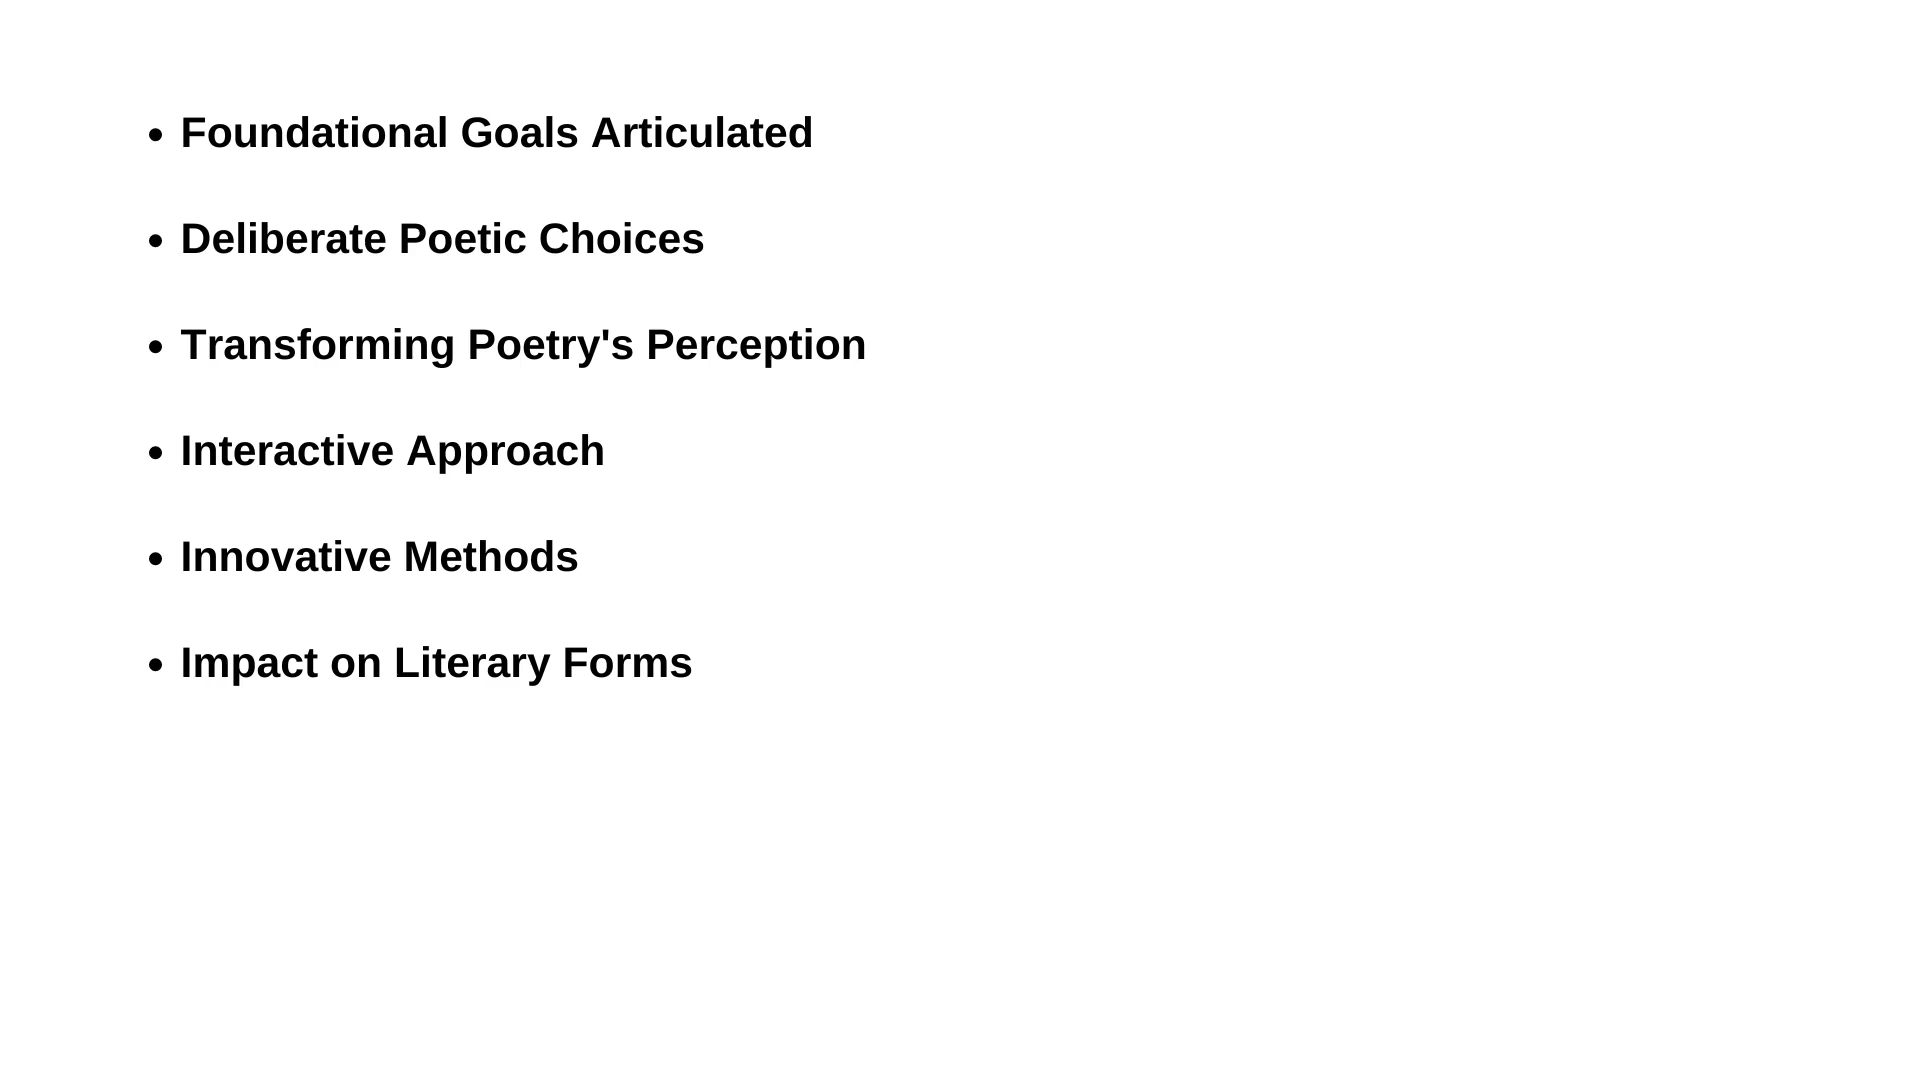 • Foundational Goals Articulated
• Deliberate Poetic Choices
• Transforming Poetry's Perception
• Interactive Approach
• Innovative Methods
• Impact on Literary Forms